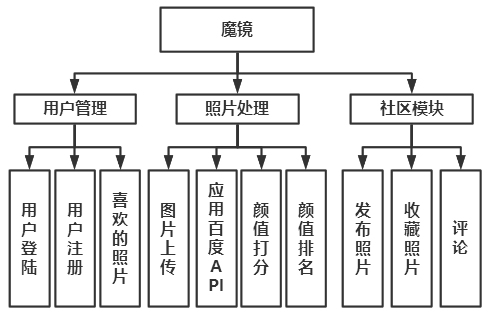 魔镜
用户管理
照片处理
社区模块
用户登陆
用户注册
喜欢的照片
图片上传
应用百度API
颜值打分
颜值排名
发布照片
收藏照片
评论